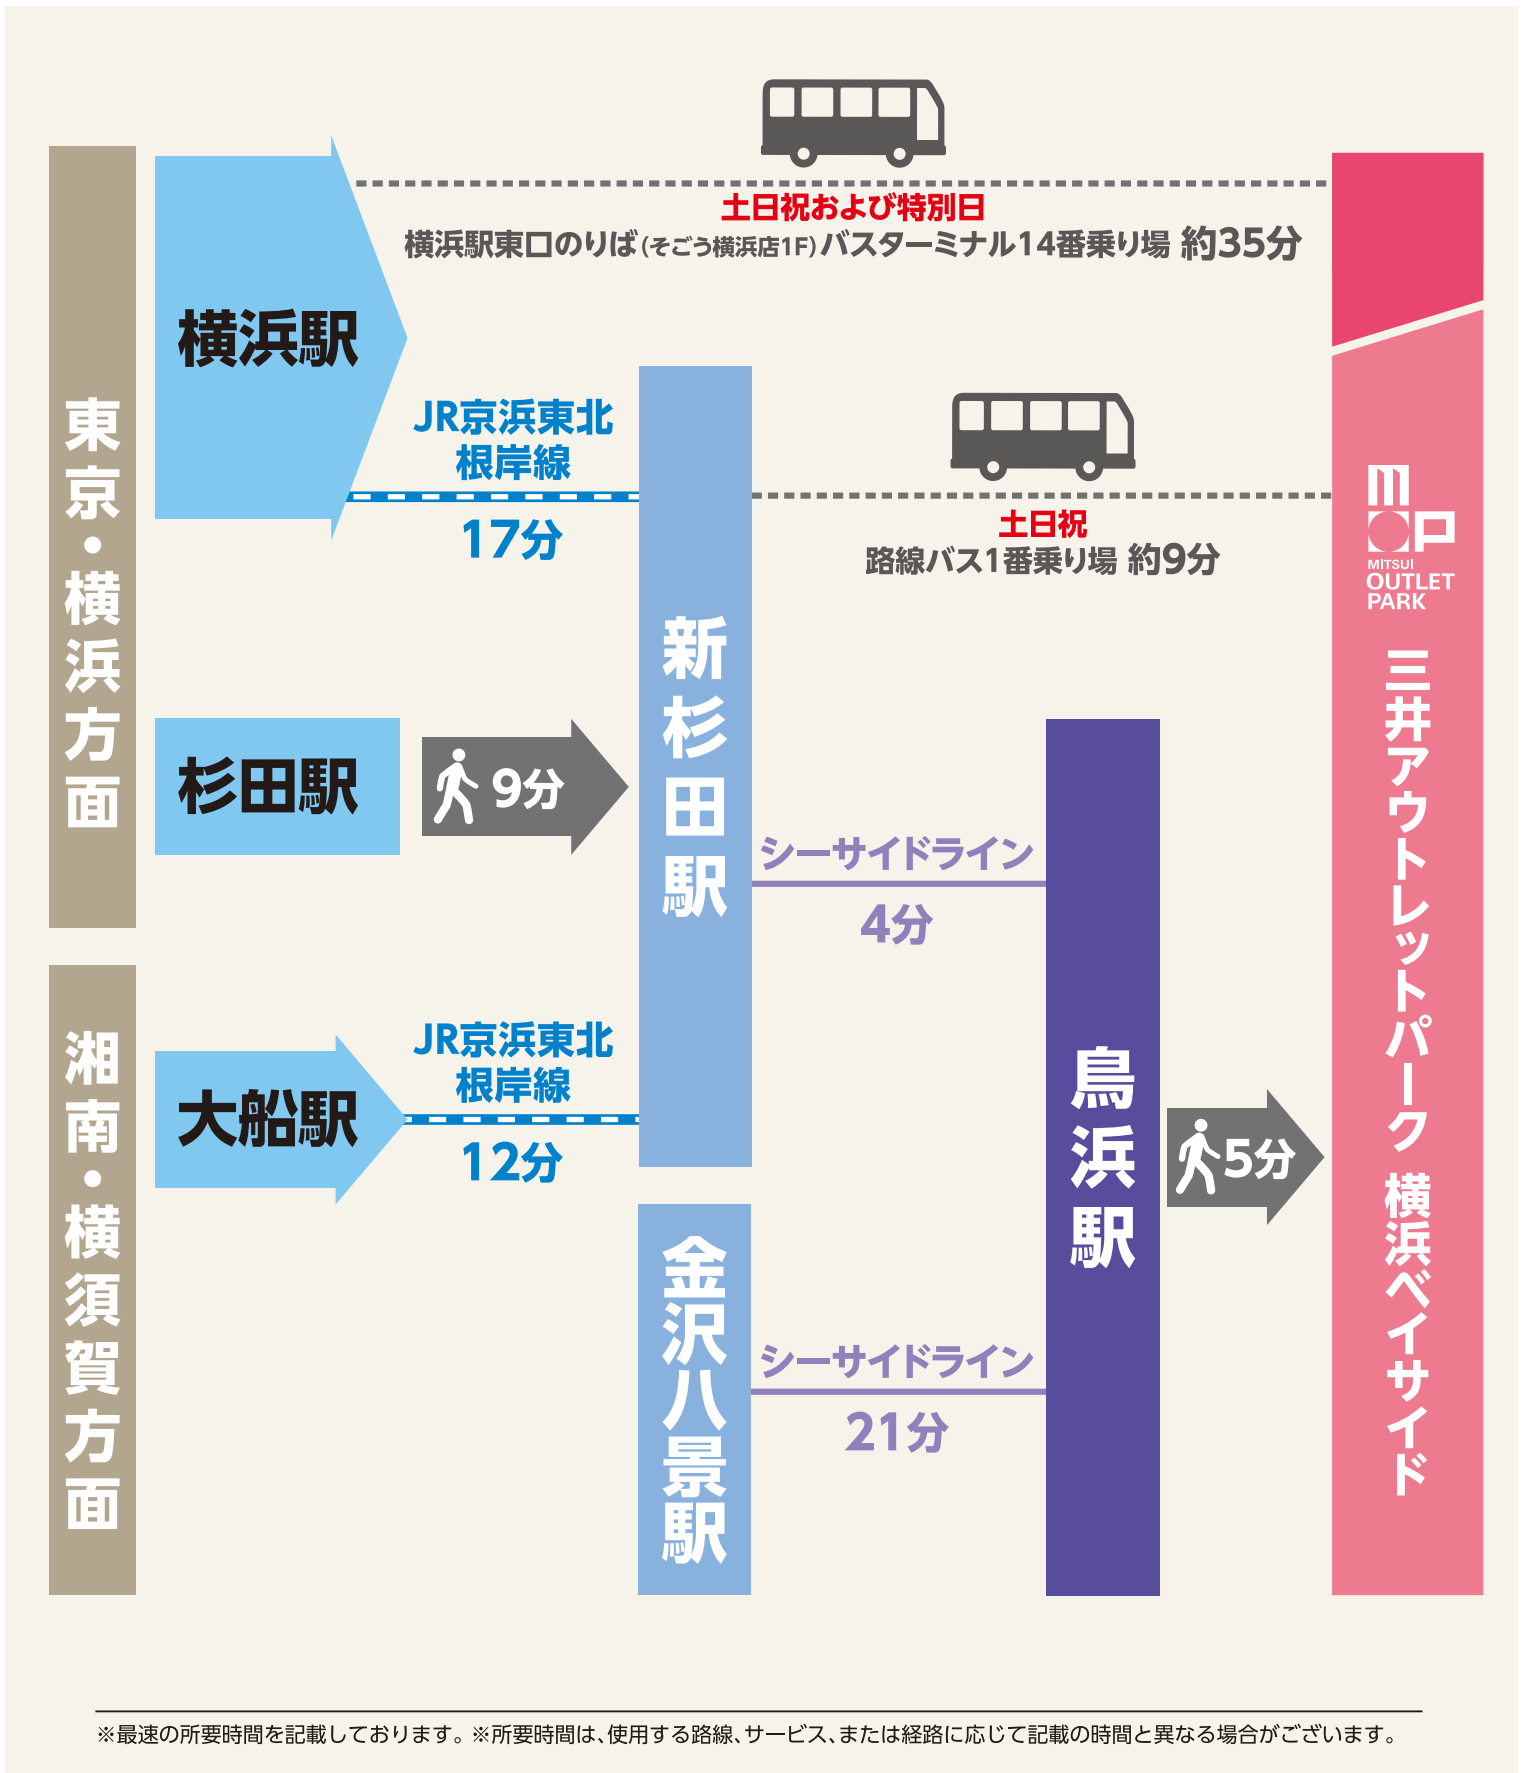 東京・横浜方面
横浜駅
土日祝および特別日
横浜駅東口のりば（そごう横浜店1F）バスターミナル14番乗り場 約35分
JR京浜東北
根岸線
17分
土日祝
路線バス1番乗り場 約9分
杉田駅
9分
新杉田駅
シーサイドライン
4分
湘南・横須賀方面
大船駅
JR京浜東北
根岸線
12分
金沢八景駅
シーサイドライン
21分
鳥浜駅
5分
MOP
MITSUI
OUTLET
PARK
三井アウトレットパーク 横浜ベイサイド
※最速の所要時間を記載しております。※所要時間は、使用する路線、サービス、または経路に応じて記載の時間と異なる場合がございます。